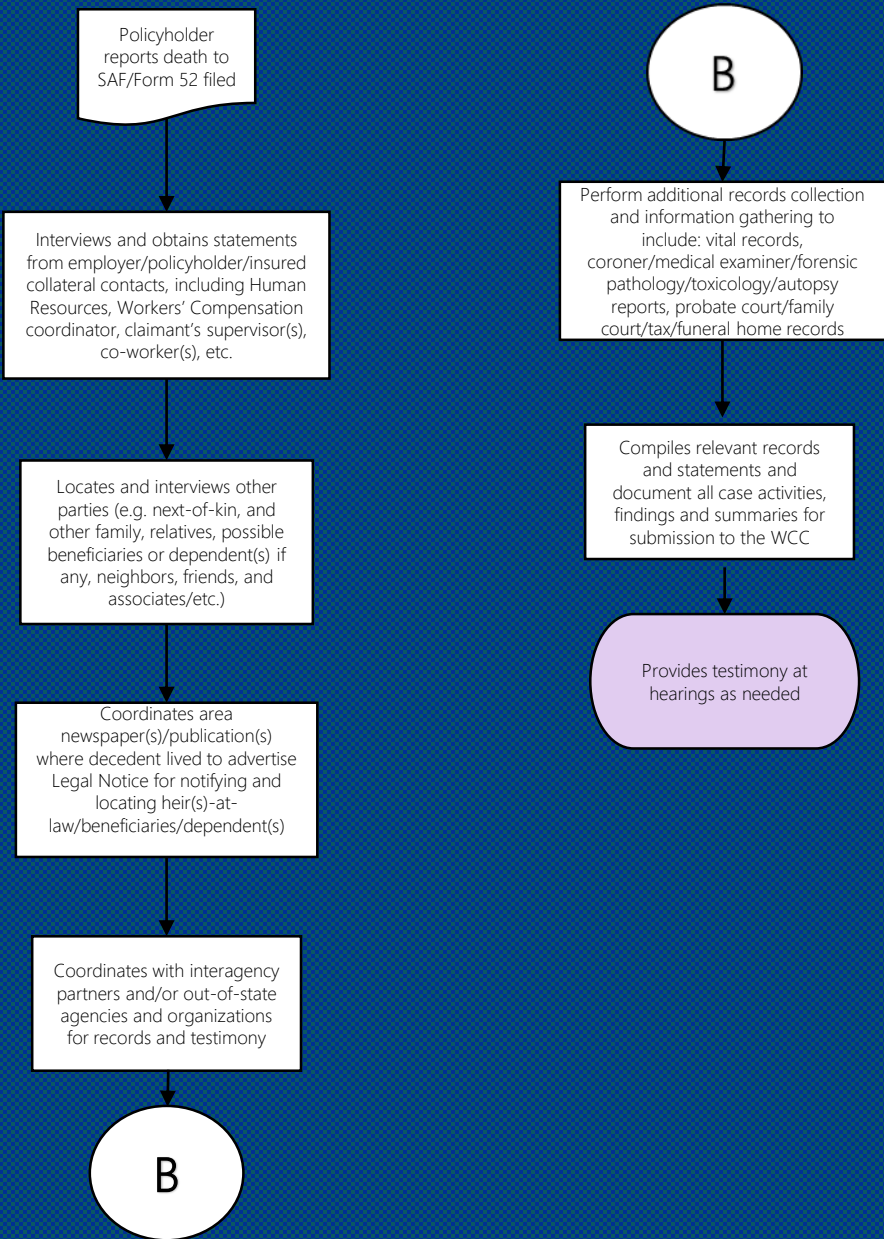 Policyholder
reports death to
SAF/Form 52 filed
Interviews and obtains statements
from employer/policyholder/insured
collateral contacts, including Human
Resources, Workers’ Compensation
coordinator, claimant’s supervisor(s),
co-worker(s), etc.
Locates and interviews other
parties (e.g. next-of-kin, and
other family, relatives, possible
beneficiaries or dependent(s) if
any, neighbors, friends, and
associates/etc.)
Coordinates area
newspaper(s)/publication(s)
where decedent lived to advertise
Legal Notice for notifying and
locating heir(s)-at-
law/beneficiaries/dependent(s)
Coordinates with interagency
partners and/or out-of-state
agencies and organizations
for records and testimony
B
B
Perform additional records collection
and information gathering to
include: vital records,
coroner/medical examiner/forensic
pathology/toxicology/autopsy
reports, probate court/family
court/tax/funeral home records
Compiles relevant records
and statements and
document all case activities,
findings and summaries for
submission to the WCC
Provides testimony at
hearings as needed